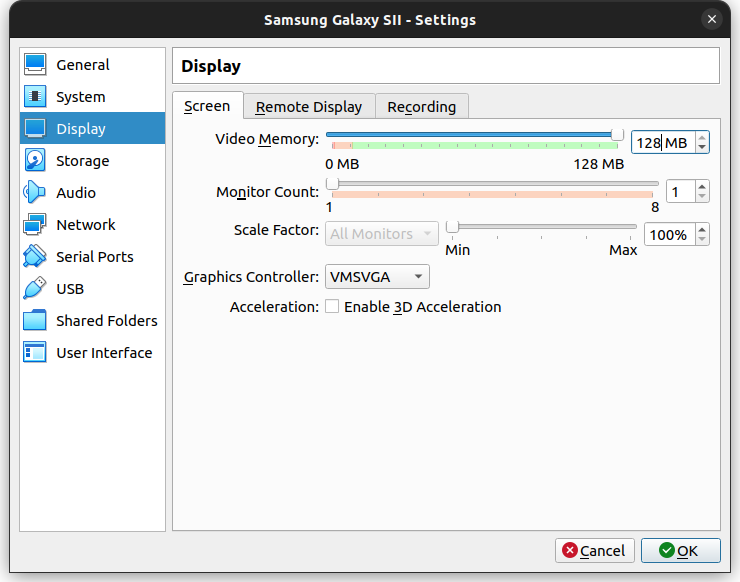 Samsung Galaxy SII - Settings
General
System
Display
Storage
Audio
Network
Serial Ports
USB
Shared Folders
User Interface
Display
Screen Remote Display Recording
Video Memory: 128 MB
0 MB 128 MB
Monitor Count: 1
1 8
Scale Factor: All Monitors 100%
Min Max
Graphics Controller: VMSVGA
Acceleration: Enable 3D Acceleration
Cancel OK